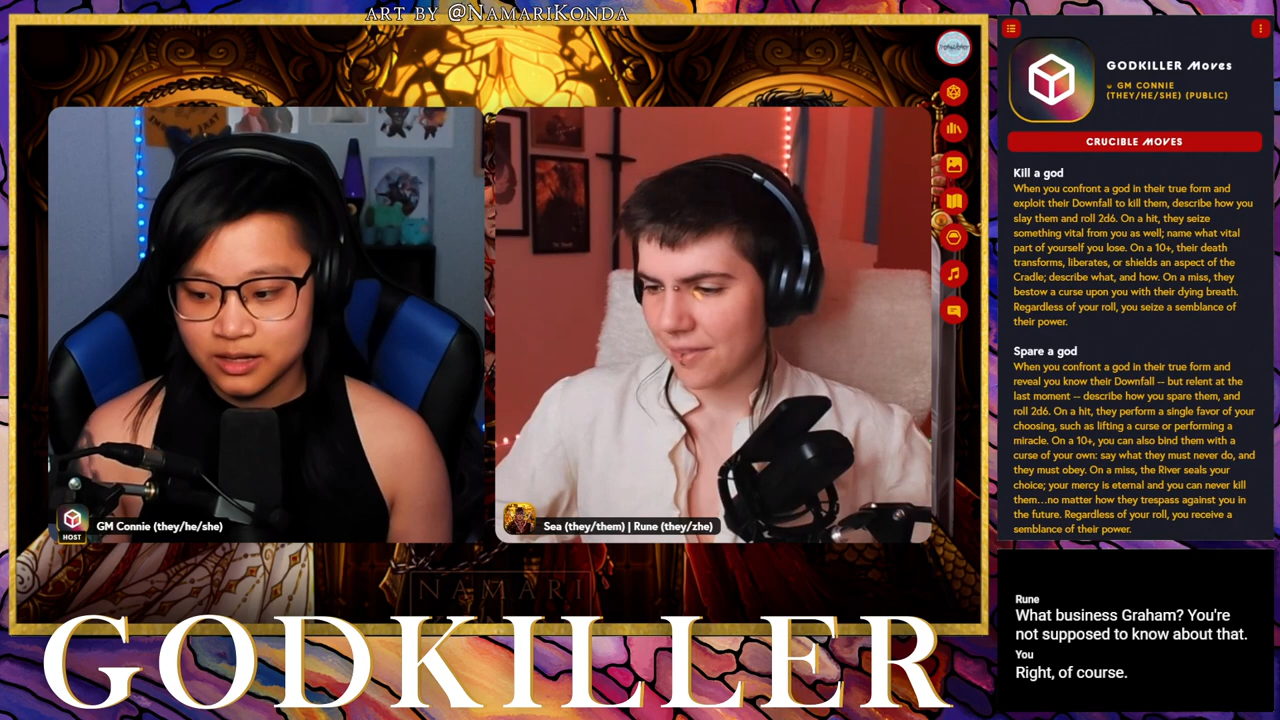 ART BY @NAMARIKONDA
GODKILLER Moves
GM CONNIE
(THEY/HE/SHE) (PUBLIC)
CRUCIBLE MOVES
Kill a god
When you confront a god in their true form and
exploit their Downfall to kill them, describe how you
slay them and roll 2d6. On a hit, they seize
something vital from you as well; name what vital
part of yourself you lose. On a 10+, their death
transforms, liberates, or shields an aspect of the
Cradle; describe what, and how. On a miss, they
bestow a curse upon you with their dying breath.
Regardless of your roll, you seize a semblance of
their power.
Spare a god
When you confront a god in their true form and
reveal you know their Downfall -- but relent at the
last moment -- describe how you spare them, and
roll 2d6. On a hit, they perform a single favor of your
choosing, such as lifting a curse or performing a
miracle. On a 10+, you can also bind them with a
curse of your own: say what they must never do, and
they must obey. On a miss, the River seals your
choice; your mercy is eternal and you can never kill
them...no matter how they trespass against you in
the future. Regardless of your roll, you receive a
semblance of their power.
HOST
GM Connie (they/he/she)
Sea (they/them) | Rune (they/zhe)
NAMARI
GODKILLER
Rune
What business Graham? You're
not supposed to know about that.
You
Right, of course.